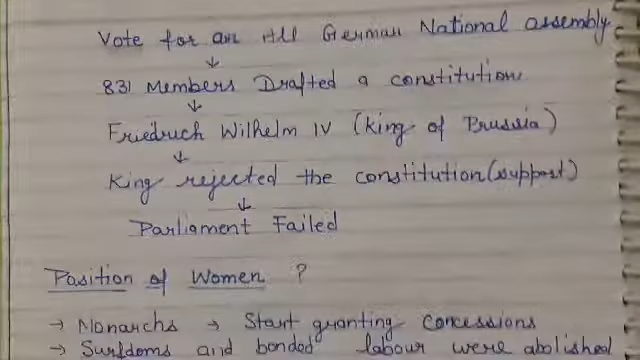 Vote for an All German National assembly
↓
831 Members Drafted a constitution
↓
Friedruch Wilhelm IV (King of Prussia)
↓
King rejected the constitution (support)
↓
Parliament Failed
Position of Women ?
→ Monarchs → Start granting concessions
→ Surfdoms and bonded labour were abolished